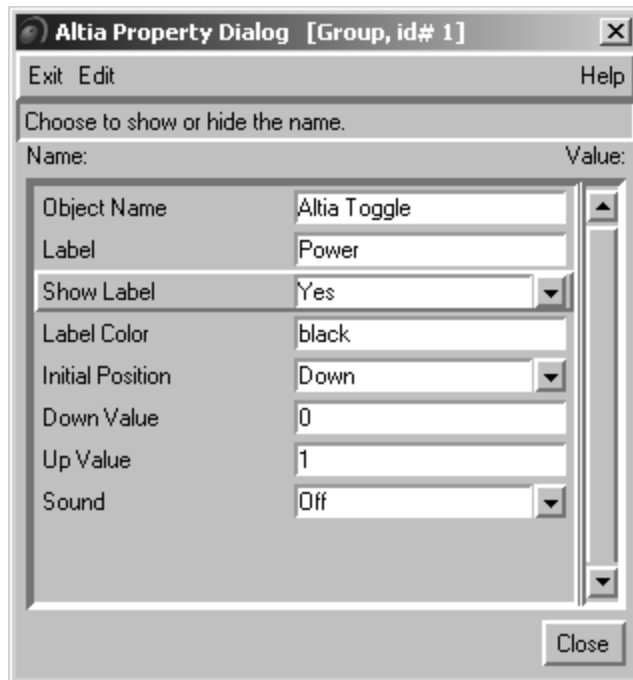 Altia Property Dialog [Group, id# 1]
Exit Edit Help
Choose to show or hide the name.
Name: Value:
Object Name Altia Toggle
Label Power
Show Label Yes
Label Color black
Initial Position Down
Down Value 0
Up Value 1
Sound Off
Close